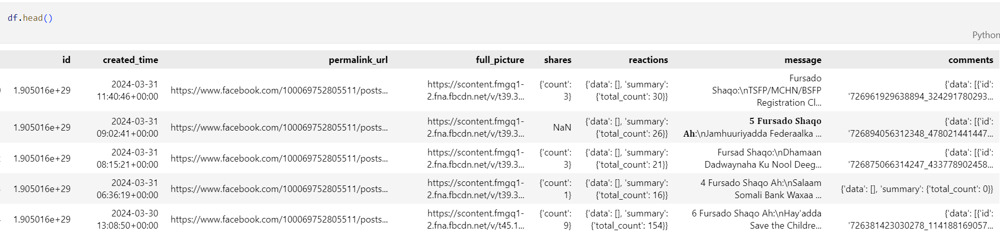 df.head()
Python
id created_time permalink_url full_picture shares reactions message comments
2024-03-31 11:40:46+00:00
1.905016e+29 https://www.facebook.com/100069752805511/posts... https://scontent.fmgq1-2.fna.fbcdn.net/v/t39.3... {'count': 3} {'data': [], 'summary': {'total_count': 30}} Fursado Shaqo:\nTSFP/MCHN/BSFP Registration Cl... {'data': [{'id': '726961929638894_324291780293...
1.905016e+29 2024-03-31 09:02:41+00:00 https://www.facebook.com/100069752805511/posts... https://scontent.fmgq1-2.fna.fbcdn.net/v/t39.3... NaN {'data': [], 'summary': {'total_count': 26}} 𝟓 𝐅𝐮𝐫𝐬𝐚𝐝𝐨 𝐒𝐡𝐚𝐪𝐨 𝐀𝐡:\nJamhuuriyadda Federaalka ... {'data': [{'id': '726894056312348_478021441447...
1.905016e+29 2024-03-31 08:15:21+00:00 https://www.facebook.com/100069752805511/posts... https://scontent.fmgq1-2.fna.fbcdn.net/v/t39.3... {'count': 3} {'data': [], 'summary': {'total_count': 21}} Fursad Shaqo:\nDhamaan Dadwaynaha Ku Nool Deeg... {'data': [{'id': '726875066314247_433778902458...
1.905016e+29 2024-03-31 06:36:19+00:00 https://www.facebook.com/100069752805511/posts... https://scontent.fmgq1-2.fna.fbcdn.net/v/t39.3... {'count': 1} {'data': [], 'summary': {'total_count': 16}} 4 Fursado Shaqo Ah:\nSalaam Somali Bank Waxaa ... {'data': [], 'summary': {'total_count': 0}}
1.905016e+29 2024-03-30 13:08:50+00:00 https://www.facebook.com/100069752805511/posts... https://scontent.fmgq1-2.fna.fbcdn.net/v/t45.1... {'count': 9} {'data': [], 'summary': {'total_count': 154}} 6 Fursado Shaqo Ah:\nHay'adda Save the Childre... {'data': [{'id': '726381423030278_114188169057...